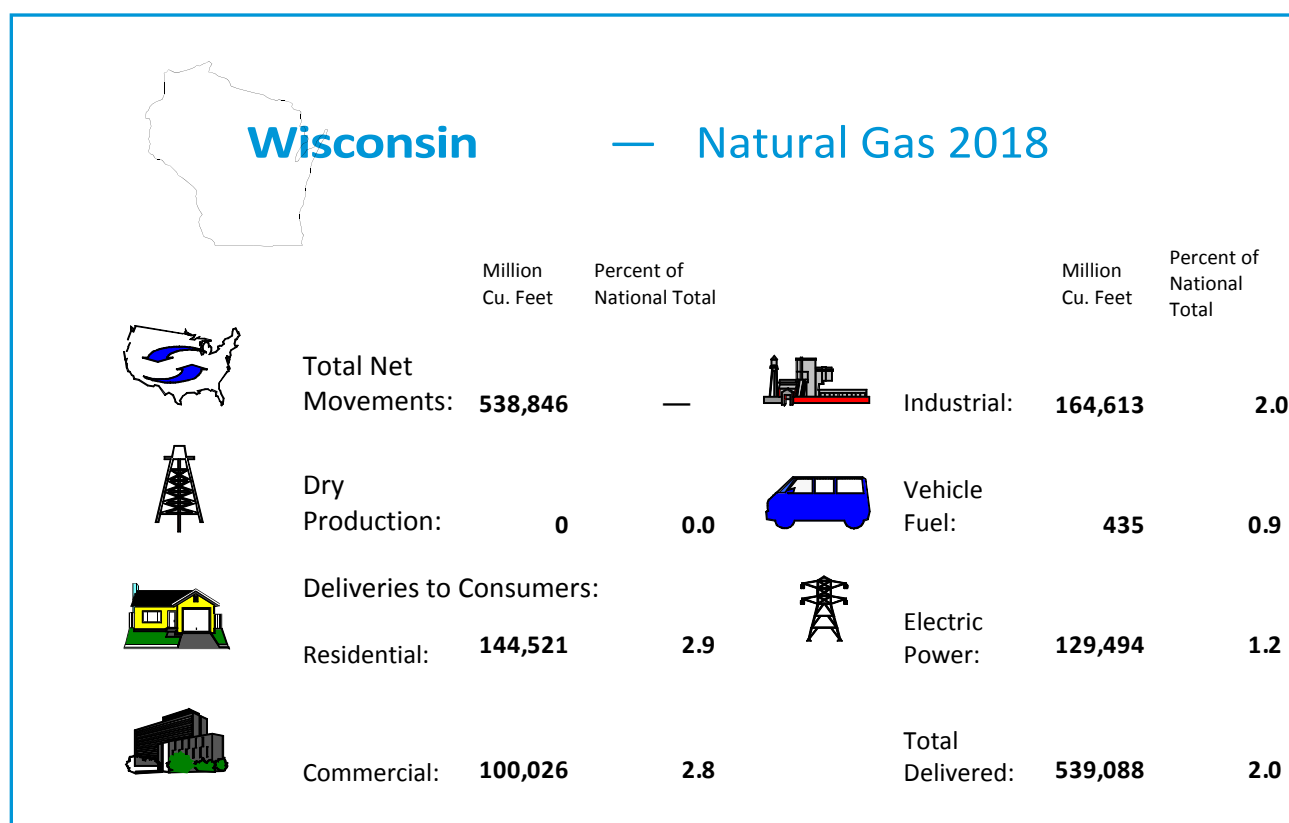 Wisconsin — Natural Gas 2018
Million
Cu. Feet
Percent of
National Total
Total Net
Movements: 538,846 —
Dry
Production: 0 0.0
Deliveries to Consumers:
Residential: 144,521 2.9
Commercial: 100,026 2.8
Million
Cu. Feet
Percent of
National
Total
Industrial: 164,613 2.0
Vehicle
Fuel: 435 0.9
Electric
Power: 129,494 1.2
Total
Delivered: 539,088 2.0